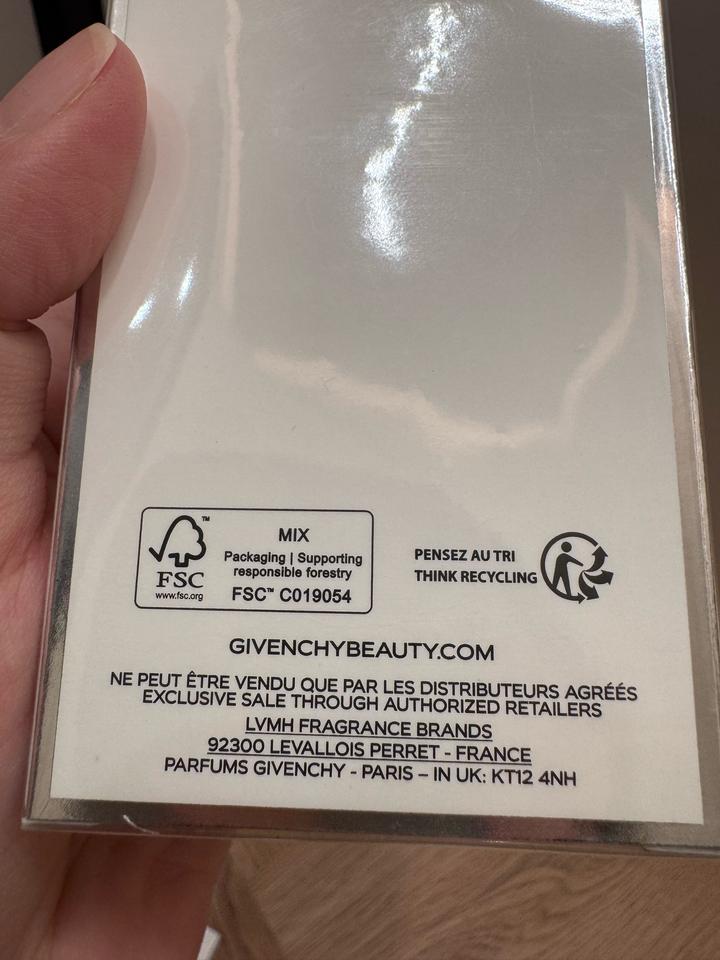 MIX
Packaging | Supporting
responsible forestry
FSC™ C019054
™
FSC
www.fsc.org
PENSEZ AU TRI
THINK RECYCLING
GIVENCHYBEAUTY.COM
NE PEUT ÊTRE VENDU QUE PAR LES DISTRIBUTEURS AGRÉÉS
EXCLUSIVE SALE THROUGH AUTHORIZED RETAILERS
LVMH FRAGRANCE BRANDS
92300 LEVALLOIS PERRET - FRANCE
PARFUMS GIVENCHY - PARIS – IN UK: KT12 4NH